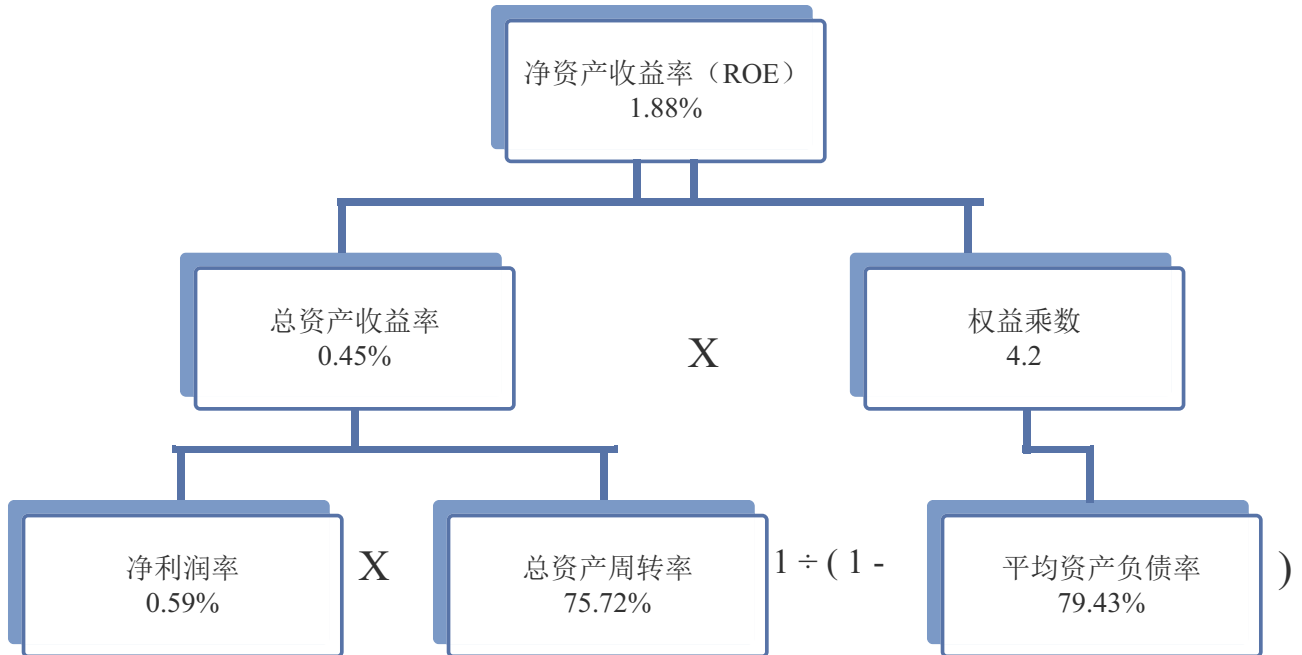 净资产收益率（ROE）
1.88%
总资产收益率
0.45%
X
权益乘数
4.2
净利润率
0.59%
X
总资产周转率
75.72%
1 ÷ ( 1 -
平均资产负债率
79.43%
)